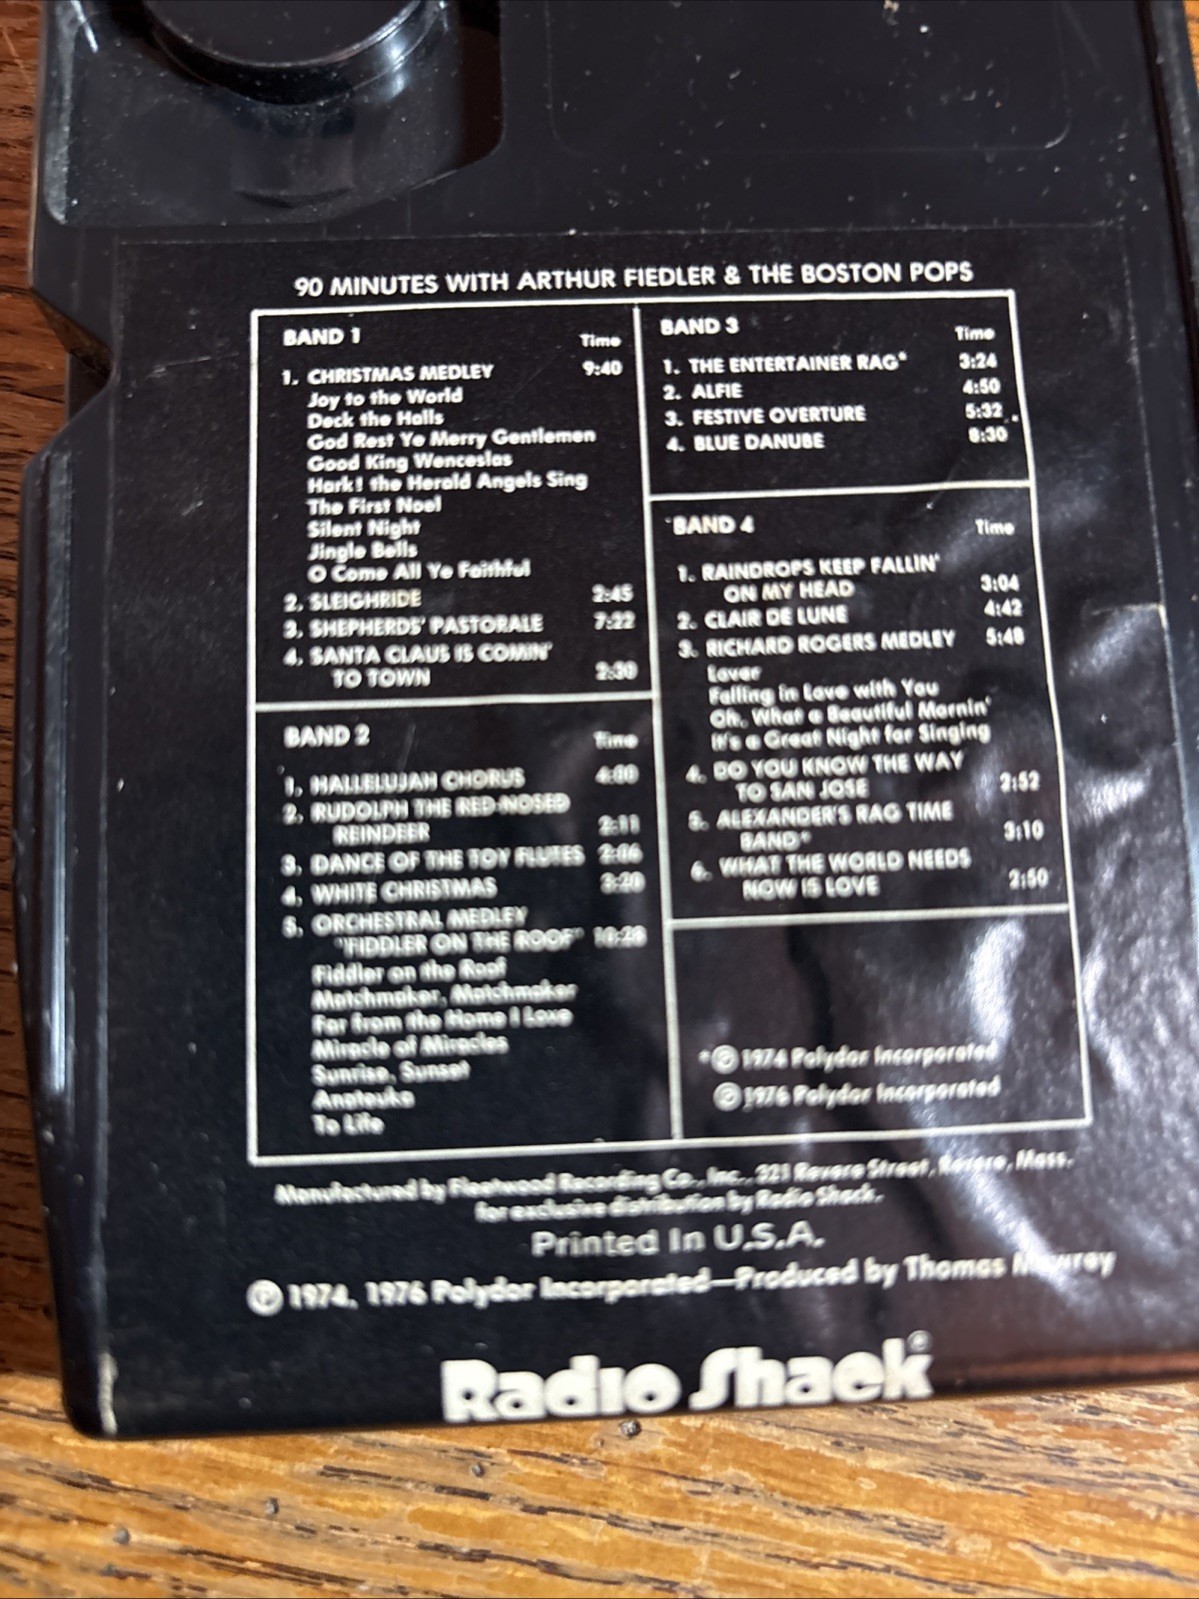 90 MINUTES WITH ARTHUR FIEDLER & THE BOSTON POPS
BAND 1
Time
1. CHRISTMAS MEDLEY 9:40
Joy to the World
Deck the Halls
God Rest Ye Merry Gentlemen
Good King Wenceslas
Hark! the Herald Angels Sing
The First Noel
Silent Night
Jingle Bells
O Come All Ye Faithful
2. SLEIGHRIDE 2:45
3. SHEPHERDS' PASTORALE 7:22
4. SANTA CLAUS IS COMIN'
TO TOWN 2:30
BAND 2
Time
1. HALLELUJAH CHORUS 4:00
2. RUDOLPH THE RED-NOSED
REINDEER 2:11
3. DANCE OF THE TOY FLUTES 2:06
4. WHITE CHRISTMAS 3:20
5. ORCHESTRAL MEDLEY
"FIDDLER ON THE ROOF" 10:28
Fiddler on the Roof
Matchmaker, Matchmaker
Far from the Home I Love
Miracle of Miracles
Sunrise, Sunset
Anatevka
To Life
BAND 3
Time
1. THE ENTERTAINER RAG* 3:24
2. ALFIE 4:50
3. FESTIVE OVERTURE 5:32
4. BLUE DANUBE 8:30
BAND 4
Time
1. RAINDROPS KEEP FALLIN'
ON MY HEAD 3:04
2. CLAIR DE LUNE 4:42
3. RICHARD ROGERS MEDLEY 5:48
Lover
Falling in Love with You
Oh, What a Beautiful Mornin'
It's a Great Night for Singing
4. DO YOU KNOW THE WAY
TO SAN JOSE 2:52
5. ALEXANDER'S RAG TIME
BAND* 3:10
6. WHAT THE WORLD NEEDS
NOW IS LOVE 2:50
*℗ 1974 Polydor Incorporated
℗ 1976 Polydor Incorporated
Manufactured by Fleetwood Recording Co., Inc., 321 Revere Street, Revere, Mass.
for exclusive distribution by Radio Shack.
Printed In U.S.A.
℗ 1974, 1976 Polydor Incorporated—Produced by Thomas
Radio Shack®